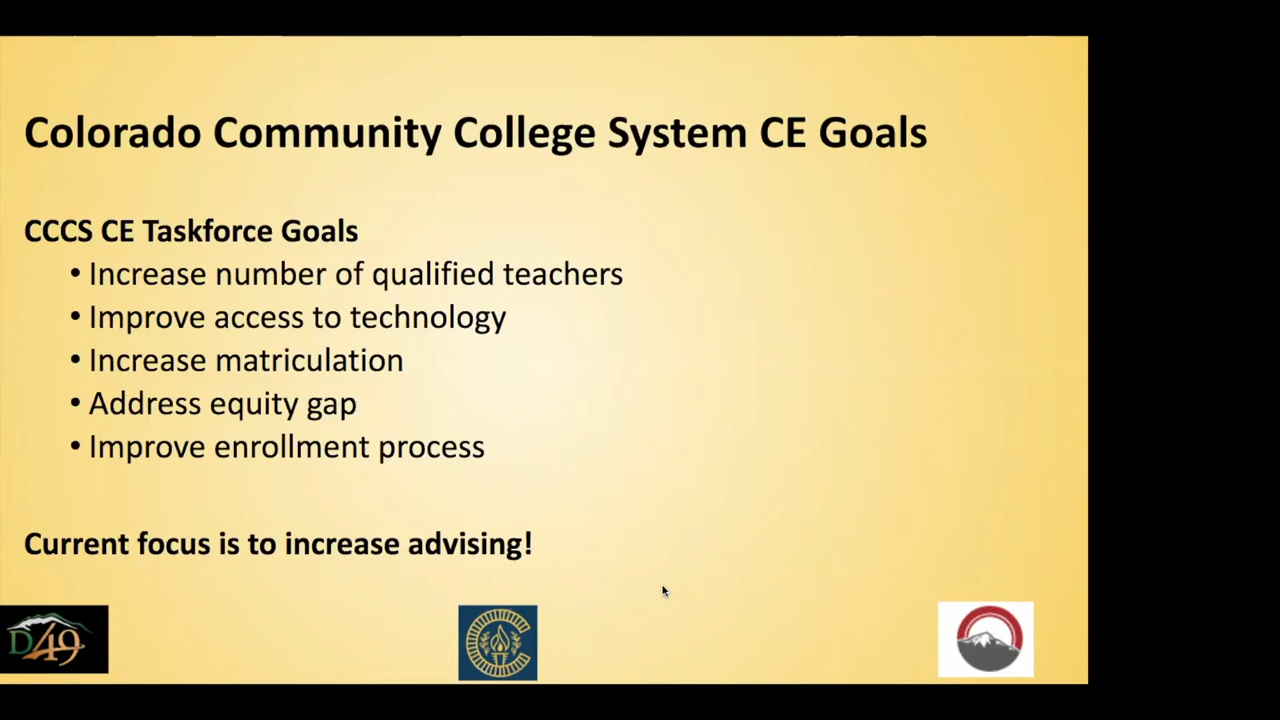 Colorado Community College System CE Goals
CCCS CE Taskforce Goals
• Increase number of qualified teachers
• Improve access to technology
• Increase matriculation
• Address equity gap
• Improve enrollment process
Current focus is to increase advising!
D49